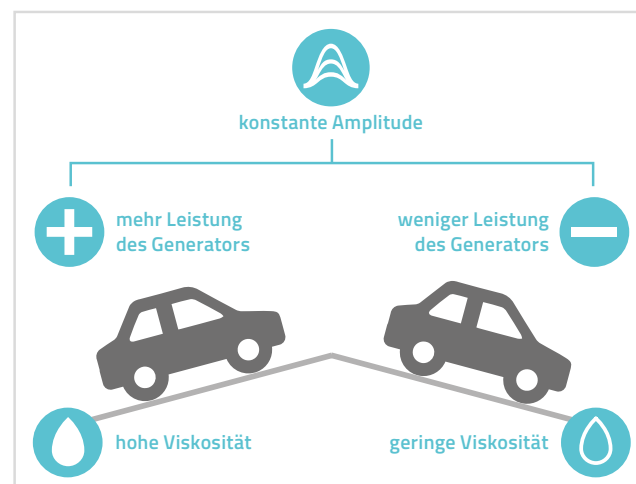 konstante Amplitude
mehr Leistung
des Generators
weniger Leistung
des Generators
hohe Viskosität
geringe Viskosität